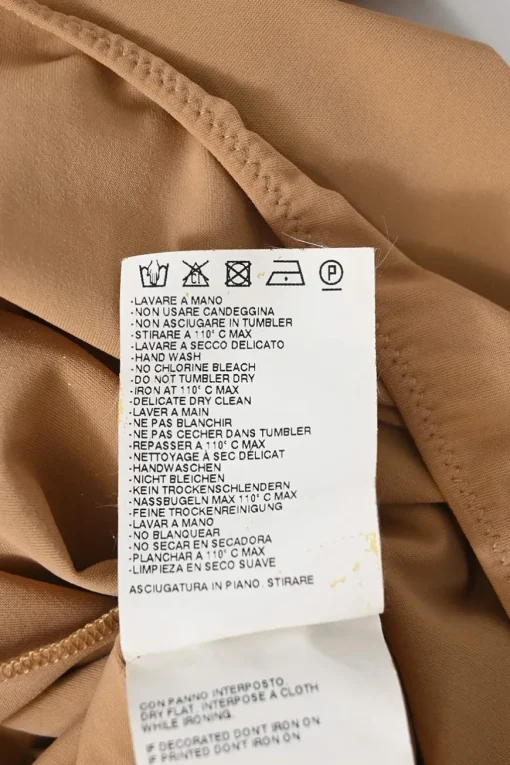 CL
P
-LAVARE A MANO
-NON USARE CANDEGGINA
-NON ASCIUGARE IN TUMBLER
-STIRARE A 110° C MAX
-LAVARE A SECCO DELICATO
-HAND WASH
-NO CHLORINE BLEACH
-DO NOT TUMBLER DRY
-IRON AT 110° C MAX
-DELICATE DRY CLEAN
-LAVER A MAIN
-NE PAS BLANCHIR
-NE PAS CECHER DANS TUMBLER
-REPASSER A 110° C MAX
-NETTOYAGE A SEC DÉLICAT
-HANDWASCHEN
-NICHT BLEICHEN
-KEIN TROCKENSCHLENDERN
-NASSBUGELN MAX 110° C MAX
-FEINE TROCKENREINIGUNG
-LAVAR A MANO
-NO BLANQUEAR
-NO SECAR EN SECADORA
-PLANCHAR A 110° C MAX
-LIMPIEZA EN SECO SUAVE
ASCIUGATURA IN PIANO. STIRARE
CON PANNO INTERPOSTO.
DRY FLAT, INTERPOSE A CLOTH
WHILE IRONING.
IF DECORATED DON'T IRON ON
IF PRINTED DON'T IRON ON